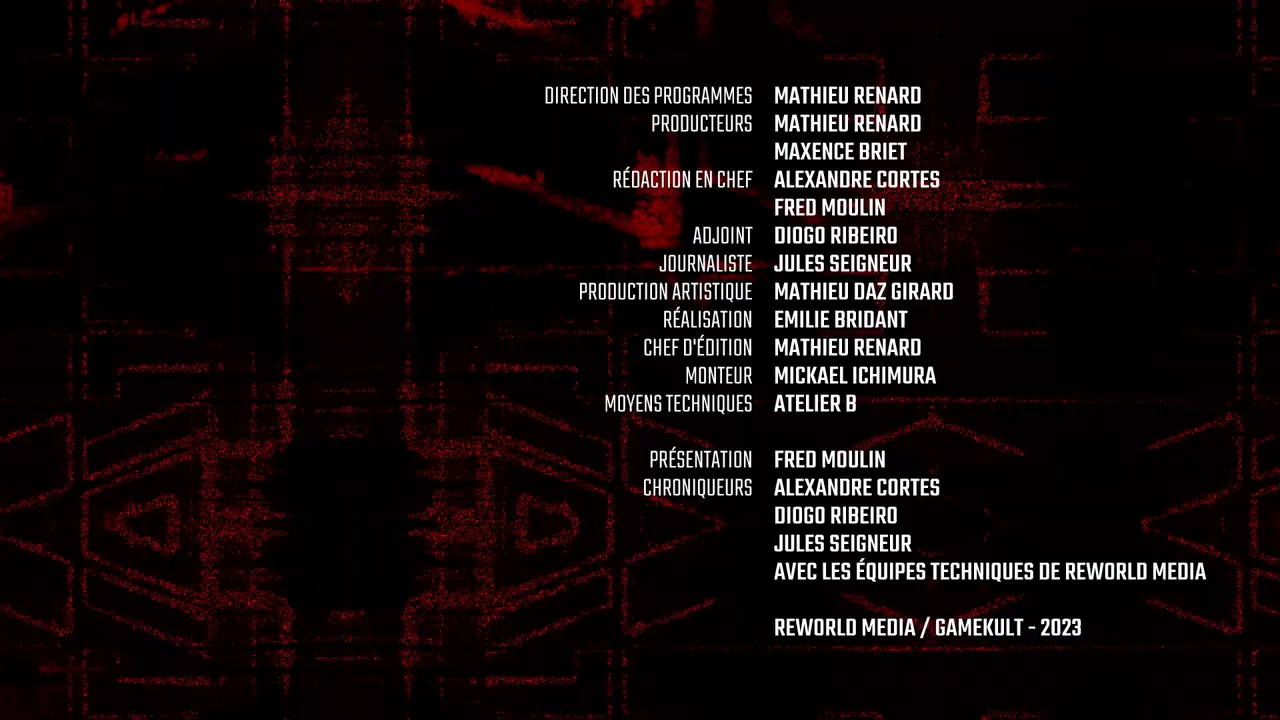 DIRECTION DES PROGRAMMES MATHIEU RENARD
PRODUCTEURS MATHIEU RENARD
MAXENCE BRIET
RÉDACTION EN CHEF ALEXANDRE CORTES
FRED MOULIN
ADJOINT DIOGO RIBEIRO
JOURNALISTE JULES SEIGNEUR
PRODUCTION ARTISTIQUE MATHIEU DAZ GIRARD
RÉALISATION EMILIE BRIDANT
CHEF D'ÉDITION MATHIEU RENARD
MONTEUR MICKAEL ICHIMURA
MOYENS TECHNIQUES ATELIER B
PRÉSENTATION FRED MOULIN
CHRONIQUEURS ALEXANDRE CORTES
DIOGO RIBEIRO
JULES SEIGNEUR
AVEC LES ÉQUIPES TECHNIQUES DE REWORLD MEDIA
REWORLD MEDIA / GAMEKULT - 2023